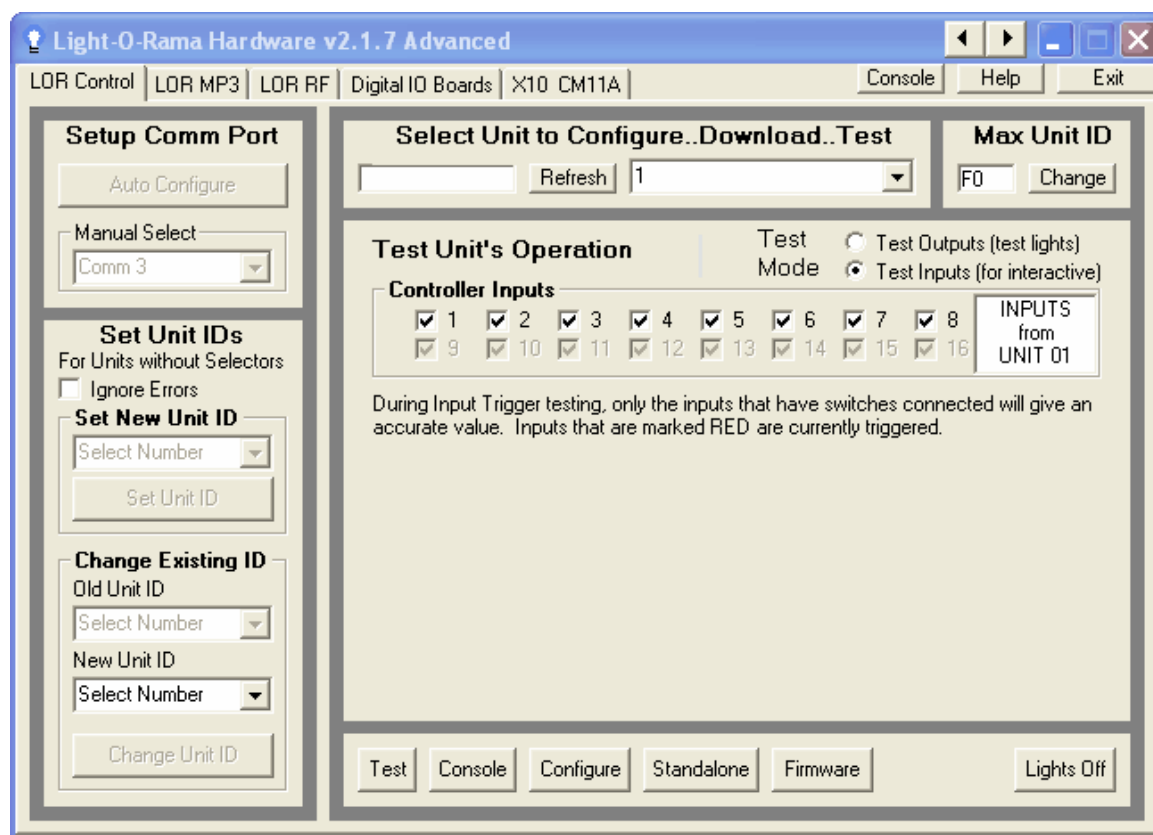 Light-O-Rama Hardware v2.1.7 Advanced
LOR Control LOR MP3 LOR RF Digital IO Boards X10 CM11A Console Help Exit
Setup Comm Port
Auto Configure
Manual Select
Comm 3
Set Unit IDs
For Units without Selectors
Ignore Errors
Set New Unit ID
Select Number
Set Unit ID
Change Existing ID
Old Unit ID
Select Number
New Unit ID
Select Number
Change Unit ID
Select Unit to Configure..Download..Test
Refresh 1
Max Unit ID
F0 Change
Test Unit's Operation
Test Mode
Test Outputs (test lights)
Test Inputs (for interactive)
Controller Inputs
1 2 3 4 5 6 7 8
9 10 11 12 13 14 15 16
INPUTS
from
UNIT 01
During Input Trigger testing, only the inputs that have switches connected will give an
accurate value. Inputs that are marked RED are currently triggered.
Test Console Configure Standalone Firmware Lights Off